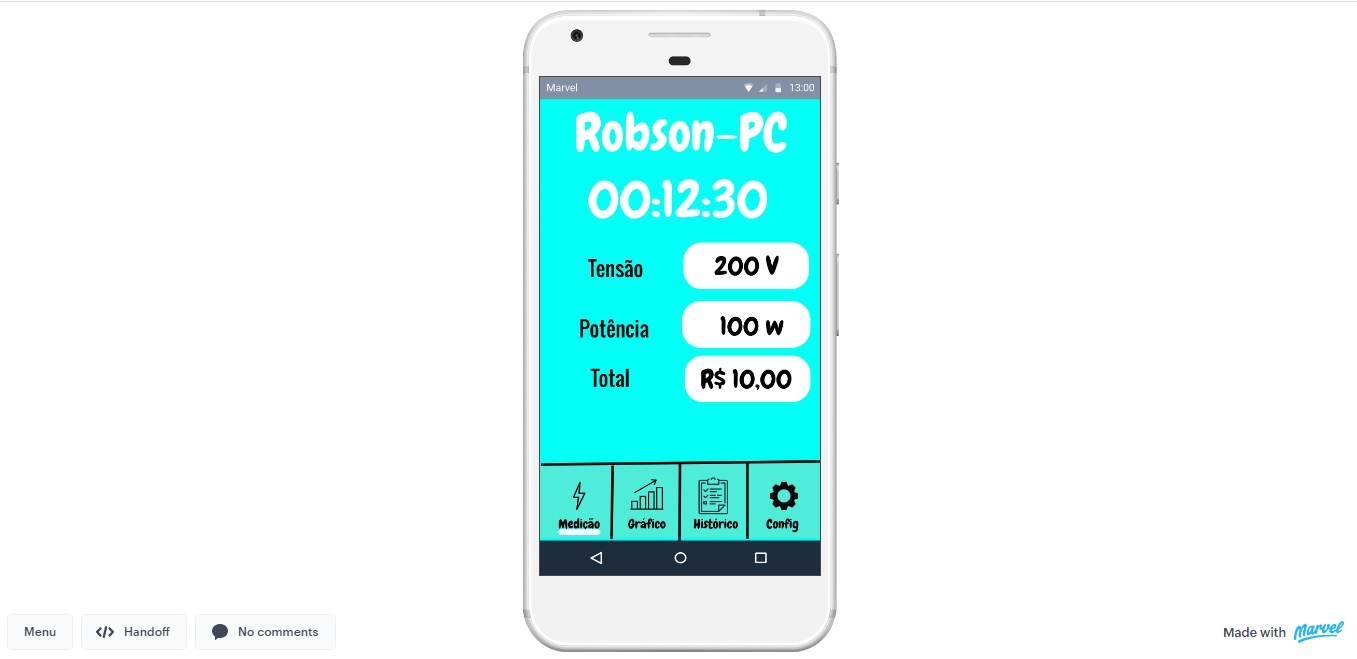 Marvel 13:00
Robson-PC
00:12:30
Tensão 200 V
Potência 100 w
Total R$ 10,00
Medicão Gráfico Histórico Config
Menu Handoff No comments Made with Marvel